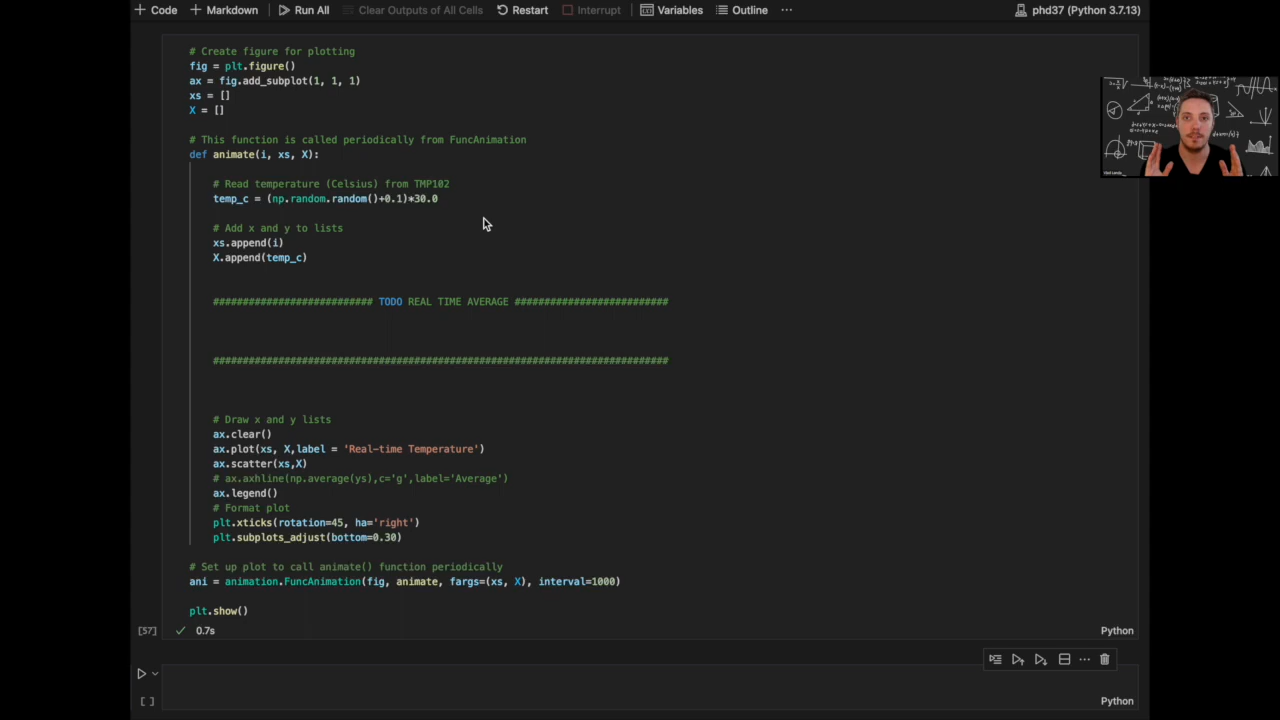 + Code + Markdown Run All Clear Outputs of All Cells Restart Interrupt Variables Outline ··· phd37 (Python 3.7.13)
# Create figure for plotting
fig = plt.figure()
ax = fig.add_subplot(1, 1, 1)
xs = []
X = []
# This function is called periodically from FuncAnimation
def animate(i, xs, X):
# Read temperature (Celsius) from TMP102
temp_c = (np.random.random()+0.1)*30.0
# Add x and y to lists
xs.append(i)
X.append(temp_c)
########################### TODO REAL TIME AVERAGE ##########################
#############################################################################
# Draw x and y lists
ax.clear()
ax.plot(xs, X,label = 'Real-time Temperature')
ax.scatter(xs,X)
# ax.axhline(np.average(ys),c='g',label='Average')
ax.legend()
# Format plot
plt.xticks(rotation=45, ha='right')
plt.subplots_adjust(bottom=0.30)
# Set up plot to call animate() function periodically
ani = animation.FuncAnimation(fig, animate, fargs=(xs, X), interval=1000)
plt.show()
[57] ✓ 0.7s Python
[ ] Python